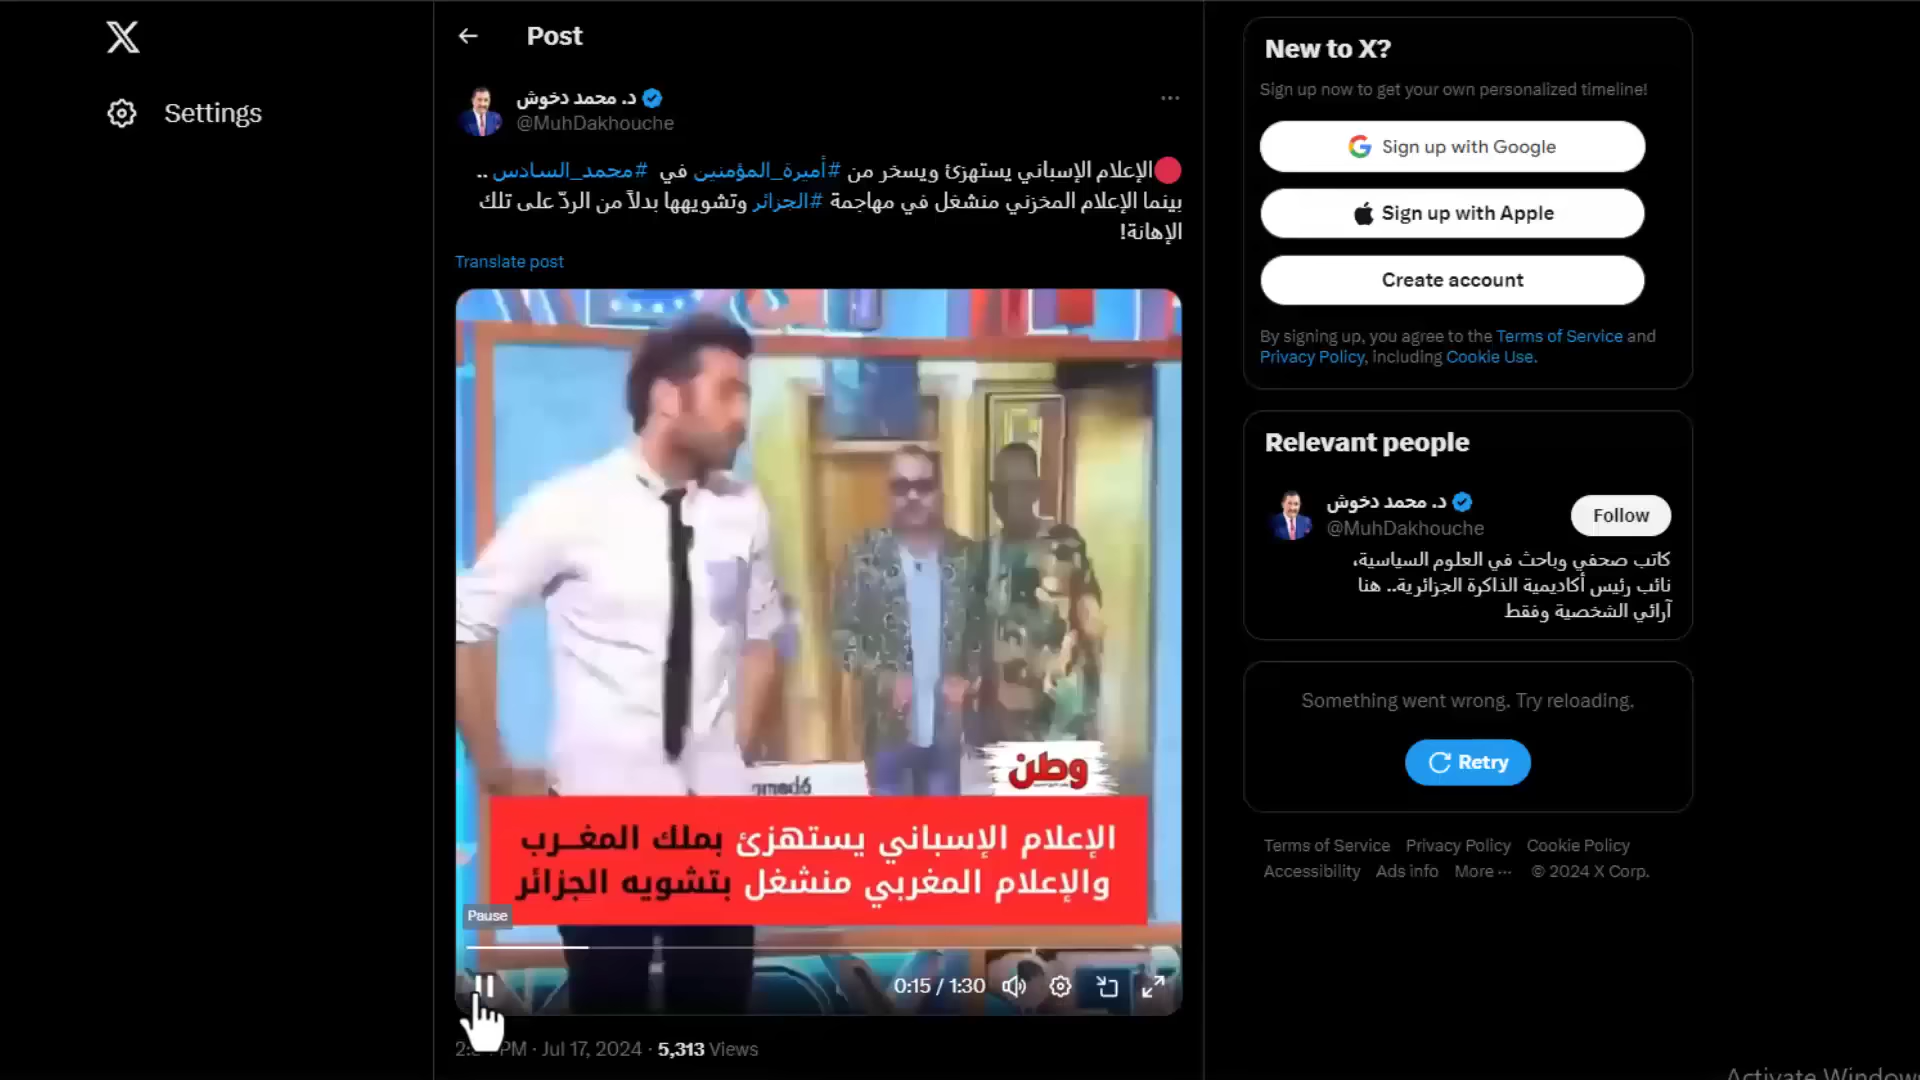 Settings
Post
د. محمد دخوش
@MuhDakhouche
الإعلام الإسباني يستهزئ ويسخر من #أميرة_المؤمنين في #محمد_السادس ..
بينما الإعلام المخزني منشغل في مهاجمة #الجزائر وتشويهها بدلاً من الردّ على تلك
الإهانة!
Translate post
وطن
الإعلام الإسباني يستهزئ بملك المغـرب
والإعلام المغربي منشغل بتشويه الجزائر
Pause
0:15 / 1:30
PM · Jul 17, 2024 · 5,313 Views
New to X?
Sign up now to get your own personalized timeline!
Sign up with Google
Sign up with Apple
Create account
By signing up, you agree to the Terms of Service and
Privacy Policy, including Cookie Use.
Relevant people
د. محمد دخوش
@MuhDakhouche
Follow
كاتب صحفي وباحث في العلوم السياسية،
نائب رئيس أكاديمية الذاكرة الجزائرية.. هنا
آرائي الشخصية وفقط
Something went wrong. Try reloading.
Retry
Terms of Service Privacy Policy Cookie Policy
Accessibility Ads info More ··· © 2024 X Corp.
Activate Windows